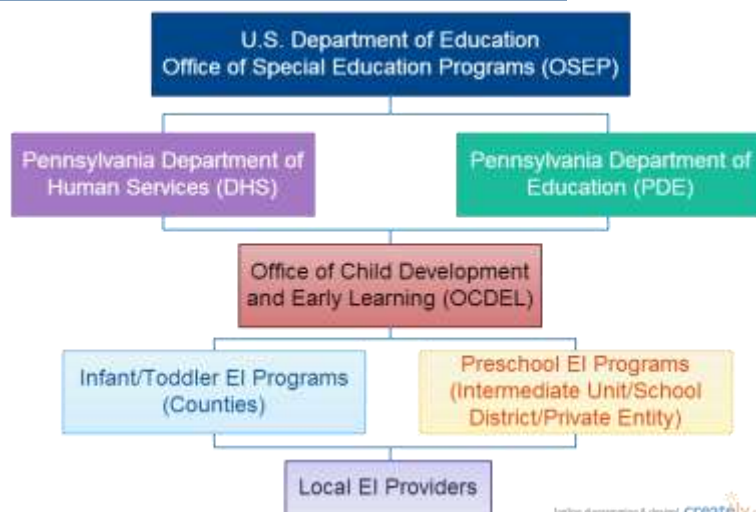 U.S. Department of Education
Office of Special Education Programs (OSEP)
Pennsylvania Department of
Human Services (DHS)
Pennsylvania Department of
Education (PDE)
Office of Child Development
and Early Learning (OCDEL)
Infant/Toddler EI Programs
(Counties)
Preschool EI Programs
(Intermediate Unit/School
District/Private Entity)
Local EI Providers
creately